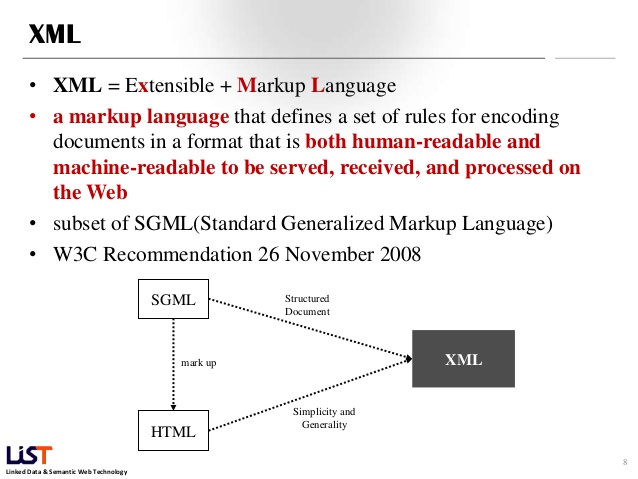 XML
• XML = Extensible + Markup Language
• a markup language that defines a set of rules for encoding
documents in a format that is both human-readable and
machine-readable to be served, received, and processed on
the Web
• subset of SGML(Standard Generalized Markup Language)
• W3C Recommendation 26 November 2008
SGML
Structured
Document
mark up
XML
Simplicity and
Generality
HTML
LiST
Linked Data & Semantic Web Technology
8